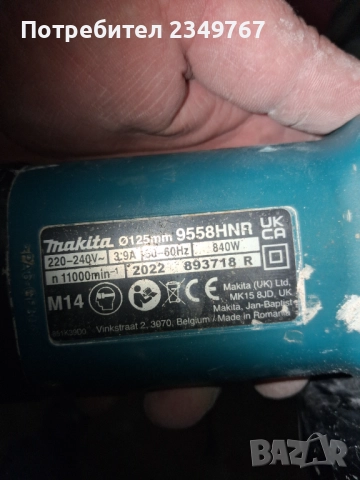 Потребител 2349767
makita Ø125mm 9558HNR UK CA
220-240V~ 3.9A 50-60Hz 840W
n 11000min-1 2022 893718 R
M14
Makita (UK) Ltd,
MK15 8JD, UK
Makita, Jan-Baptist
Vinkstraat 2, 3070, Belgium / Made in Romania
BAZAR